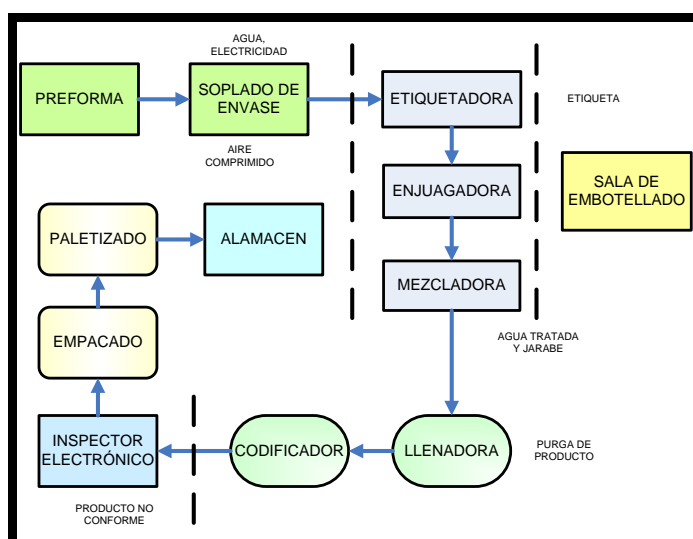 AGUA,
ELECTRICIDAD
PREFORMA
SOPLADO DE
ENVASE
ETIQUETADORA
ETIQUETA
AIRE
COMPRIMIDO
ENJUAGADORA
SALA DE
EMBOTELLADO
PALETIZADO
ALAMACEN
MEZCLADORA
EMPACADO
AGUA TRATADA
Y JARABE
INSPECTOR
ELECTRÓNICO
CODIFICADOR
LLENADORA
PURGA DE
PRODUCTO
PRODUCTO NO
CONFORME